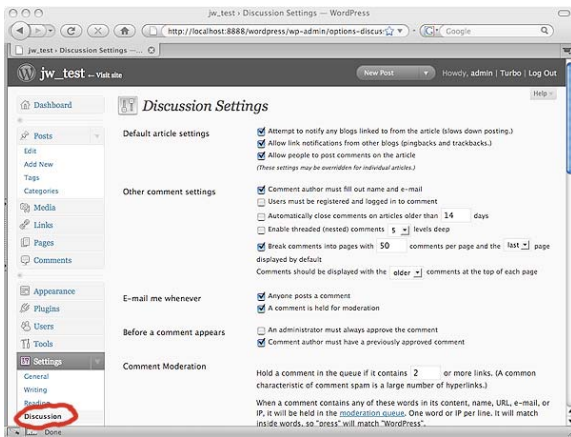 jw_test › Discussion Settings — WordPress
http://localhost:8888/wordpress/wp-admin/options-discus
Google
jw_test › Discussion Settings —...
jw_test ← Visit site
New Post
Howdy, admin | Turbo | Log Out
Help
Dashboard
Posts
Edit
Add New
Tags
Categories
Media
Links
Pages
Comments
Appearance
Plugins
Users
Tools
Settings
General
Writing
Reading
Discussion
Discussion Settings
Default article settings
Attempt to notify any blogs linked to from the article (slows down posting.)
Allow link notifications from other blogs (pingbacks and trackbacks.)
Allow people to post comments on the article
(These settings may be overridden for individual articles.)
Other comment settings
Comment author must fill out name and e-mail
Users must be registered and logged in to comment
Automatically close comments on articles older than 14 days
Enable threaded (nested) comments 5 levels deep
Break comments into pages with 50 comments per page and the last page
displayed by default
Comments should be displayed with the older comments at the top of each page
E-mail me whenever
Anyone posts a comment
A comment is held for moderation
Before a comment appears
An administrator must always approve the comment
Comment author must have a previously approved comment
Comment Moderation
Hold a comment in the queue if it contains 2 or more links. (A common
characteristic of comment spam is a large number of hyperlinks.)
When a comment contains any of these words in its content, name, URL, e-mail, or
IP, it will be held in the moderation queue. One word or IP per line. It will match
inside words, so "press" will match "WordPress".
Done